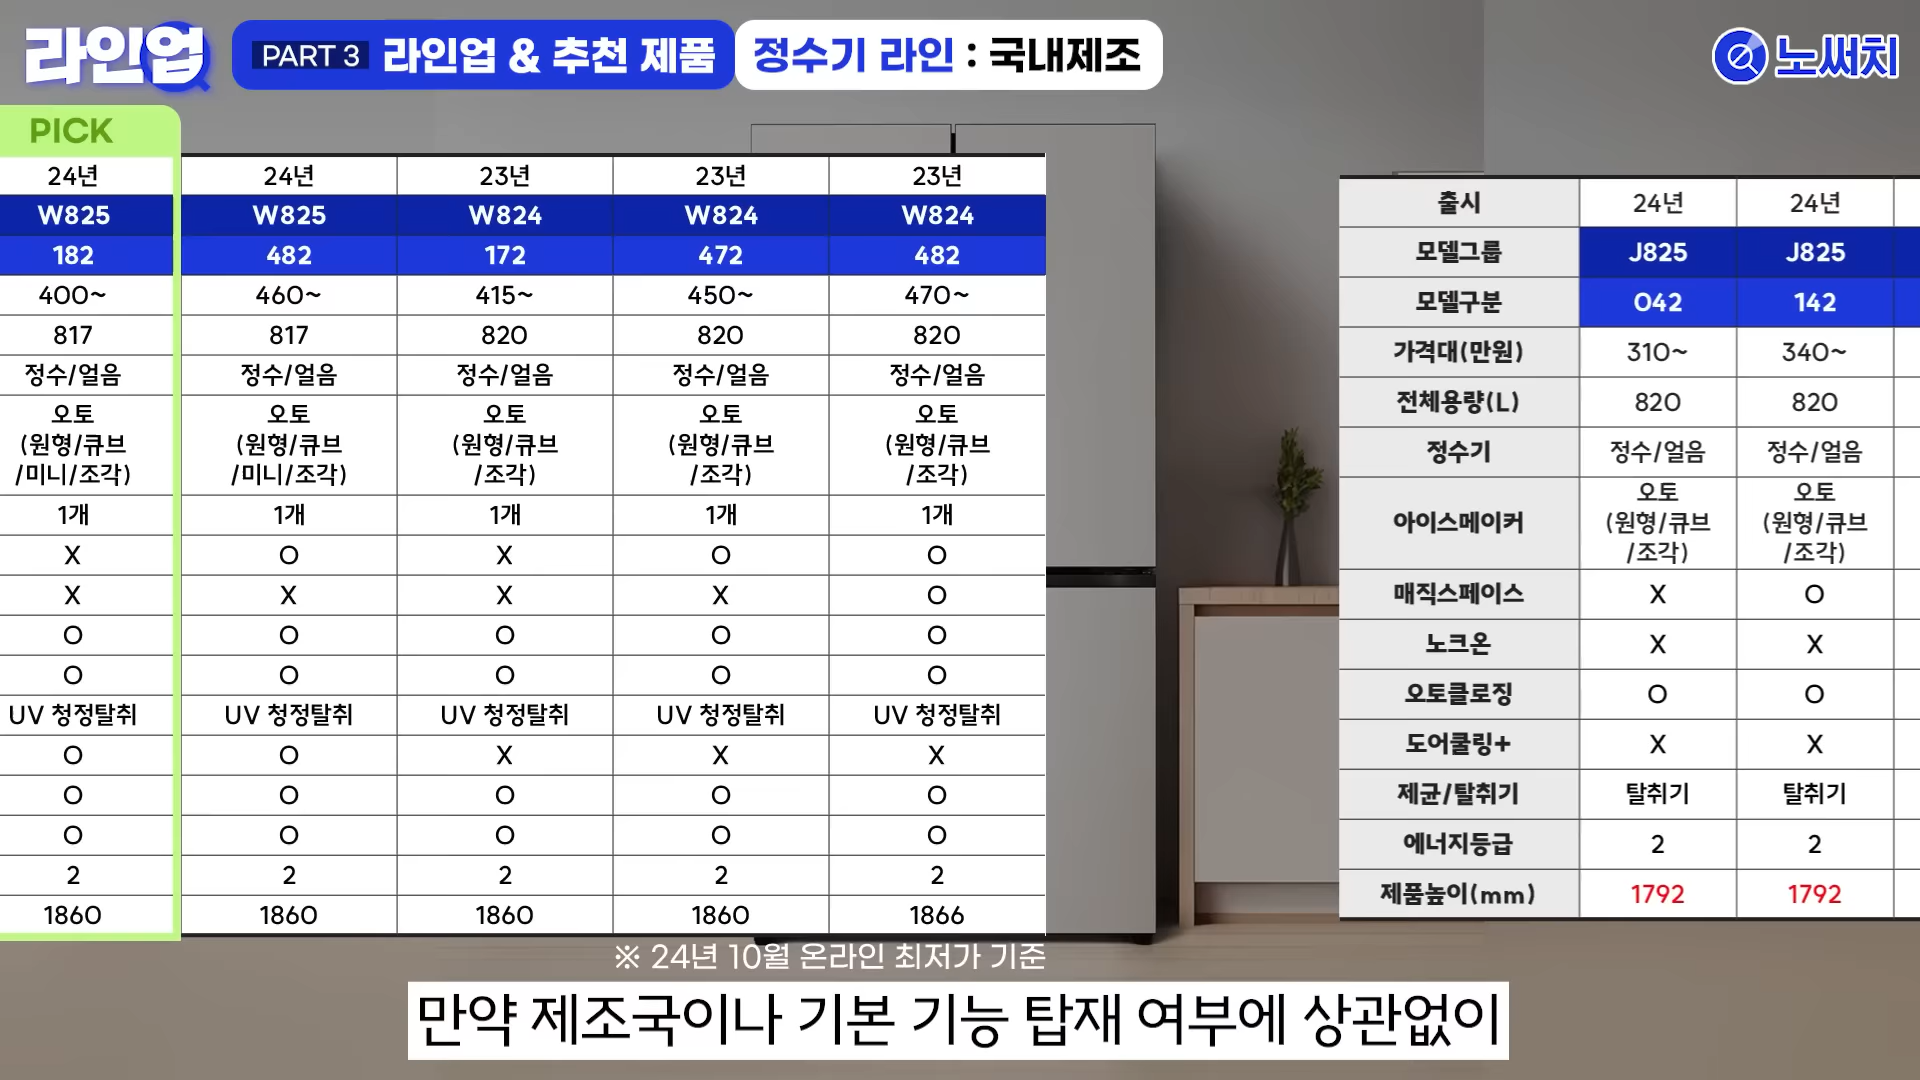 라인업
PART 3 라인업 & 추천 제품
정수기 라인 : 국내제조
노써치
PICK
24년 24년 23년 23년 23년
W825 W825 W824 W824 W824
182 482 172 472 482
400~ 460~ 415~ 450~ 470~
817 817 820 820 820
정수/얼음 정수/얼음 정수/얼음 정수/얼음 정수/얼음
오토 오토 오토 오토 오토
(원형/큐브 (원형/큐브 (원형/큐브 (원형/큐브 (원형/큐브
/미니/조각) /미니/조각) /조각) /조각) /조각)
1개 1개 1개 1개 1개
X O X O O
X X X X O
O O O O O
O O O O O
UV 청정탈취 UV 청정탈취 UV 청정탈취 UV 청정탈취 UV 청정탈취
O O X X X
O O O O O
O O O O O
2 2 2 2 2
1860 1860 1860 1860 1866
※ 24년 10월 온라인 최저가 기준
출시 24년 24년
모델그룹 J825 J825
모델구분 042 142
가격대(만원) 310~ 340~
전체용량(L) 820 820
정수기 정수/얼음 정수/얼음
아이스메이커 오토 오토
(원형/큐브 (원형/큐브
/조각) /조각)
매직스페이스 X O
노크온 X X
오토클로징 O O
도어쿨링+ X X
제균/탈취기 탈취기 탈취기
에너지등급 2 2
제품높이(mm) 1792 1792
만약 제조국이나 기본 기능 탑재 여부에 상관없이